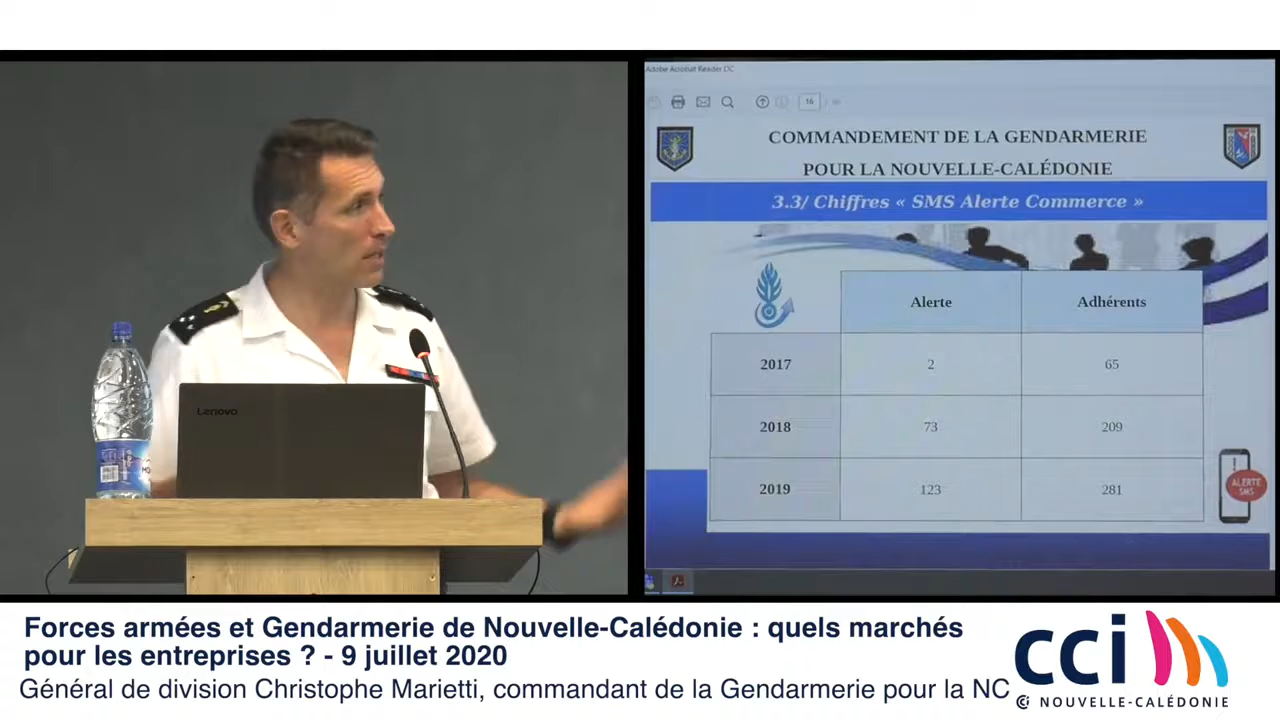 Lenovo
Adobe Acrobat Reader DC
16
COMMANDEMENT DE LA GENDARMERIE
POUR LA NOUVELLE-CALÉDONIE
3.3/ Chiffres « SMS Alerte Commerce »
Alerte Adhérents
2017 2 65
2018 73 209
2019 123 281
ALERTE
SMS
Forces armées et Gendarmerie de Nouvelle-Calédonie : quels marchés
pour les entreprises ? - 9 juillet 2020
Général de division Christophe Marietti, commandant de la Gendarmerie pour la NC
cci
NOUVELLE-CALÉDONIE